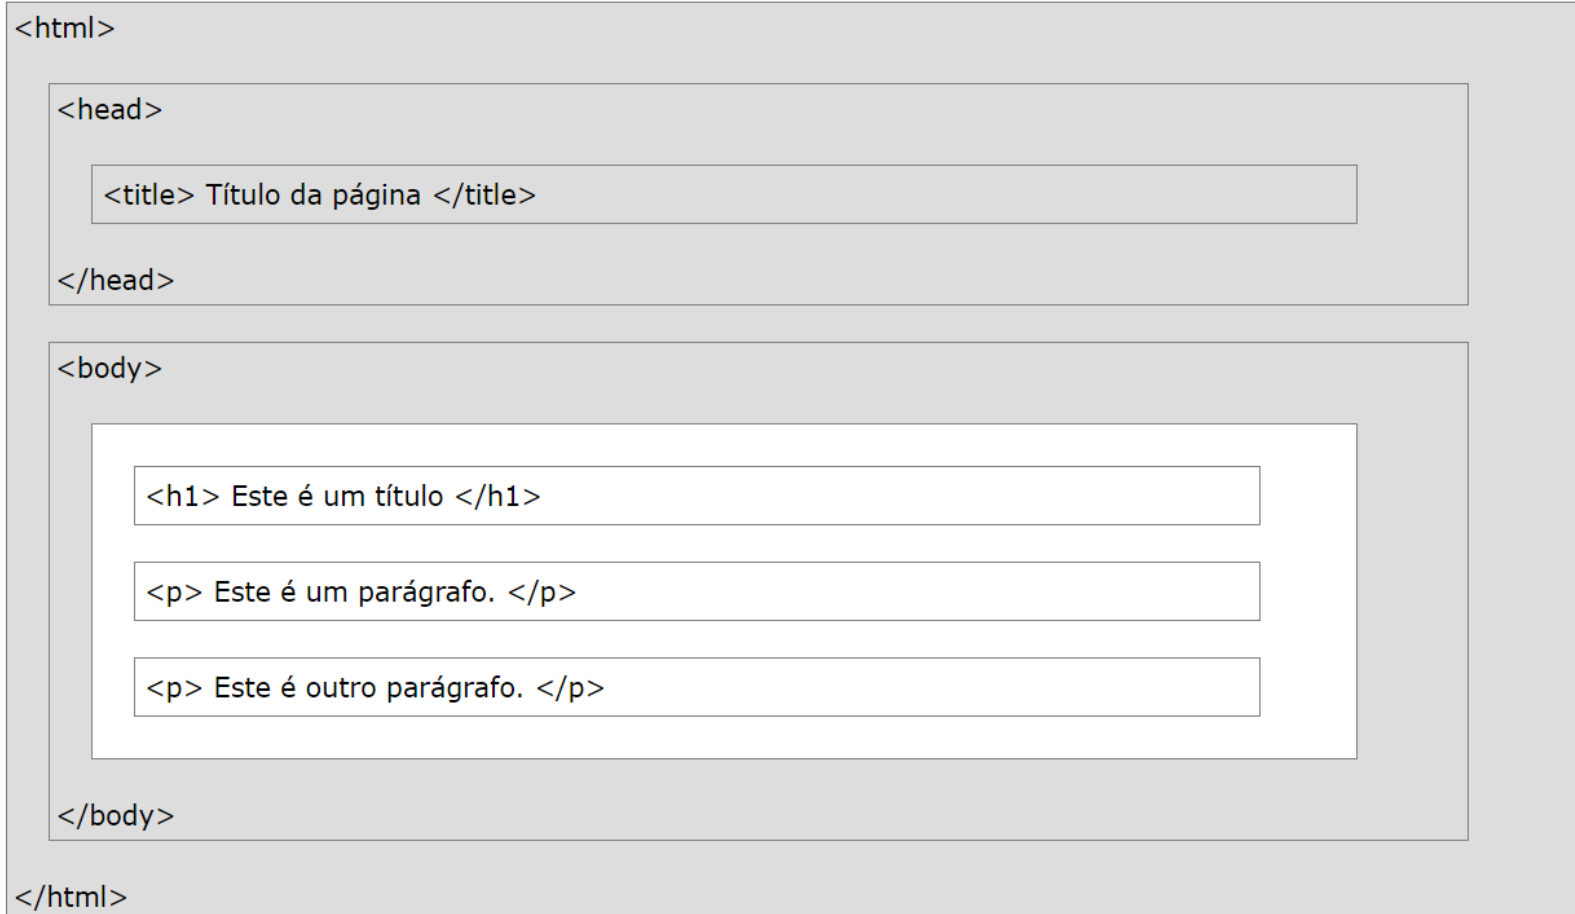 <html>
<head>
<title> Título da página </title>
</head>
<body>
<h1> Este é um título </h1>
<p> Este é um parágrafo. </p>
<p> Este é outro parágrafo. </p>
</body>
</html>